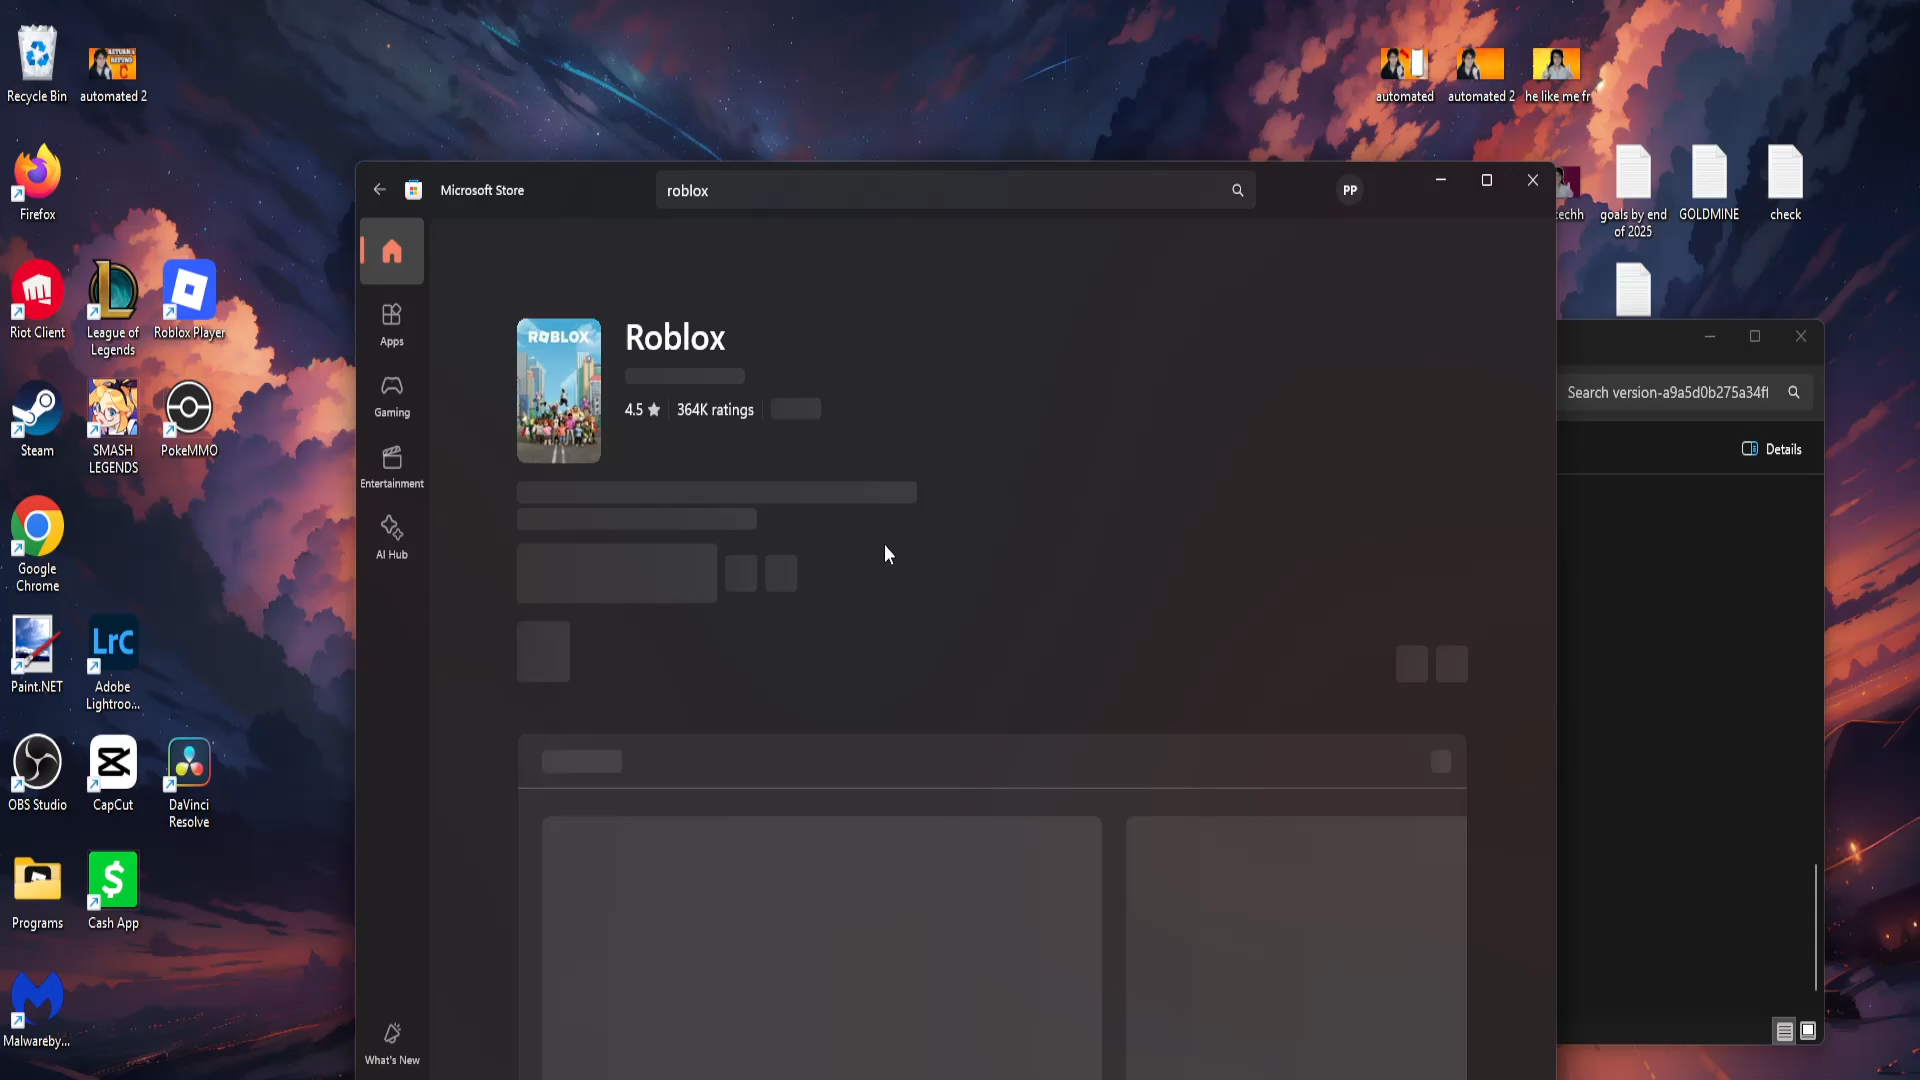 Recycle Bin
automated 2
automated
automated 2
he like me fr
Firefox
Microsoft Store
roblox
PP
echh
goals by end
of 2025
GOLDMINE
check
Riot Client
League of
Legends
Roblox Player
Apps
ROBLOX
Roblox
4.5 ★
364K ratings
Gaming
Search version-a9a5d0b275a34ff
Details
Steam
SMASH
LEGENDS
PokeMMO
Entertainment
AI Hub
Google
Chrome
Paint.NET
LrC
Adobe
Lightroo...
OBS Studio
CapCut
DaVinci
Resolve
Programs
Cash App
Malwareby...
What's New